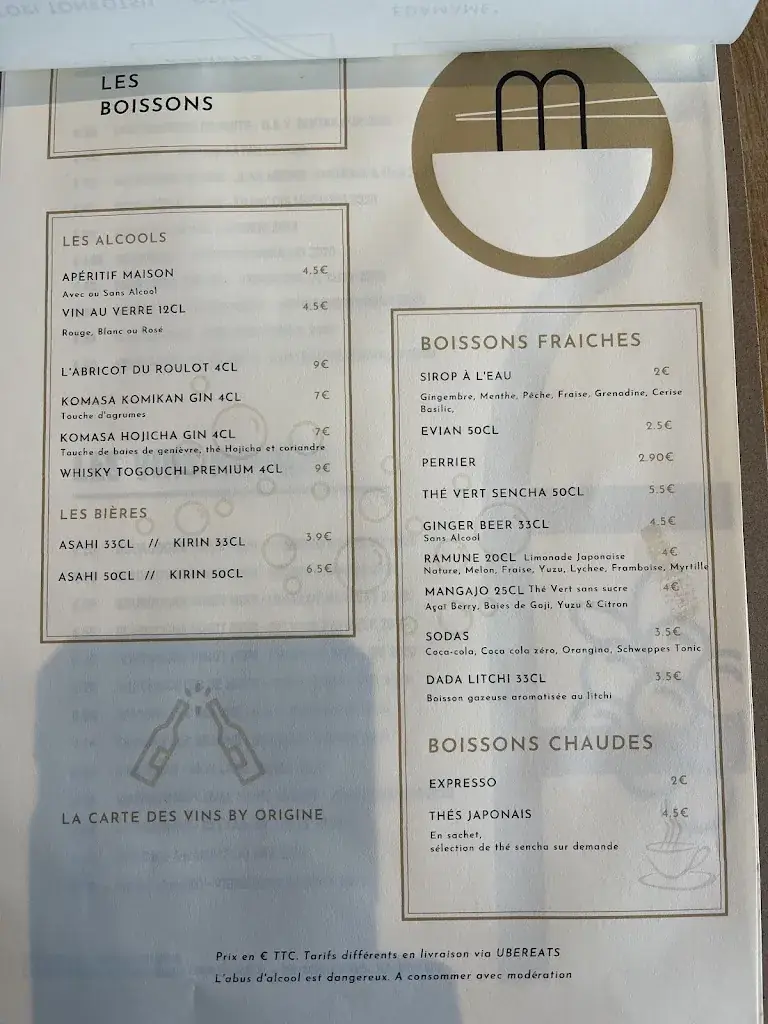 LES
BOISSONS
LES ALCOOLS
APÉRITIF MAISON 4.5€
Avec ou Sans Alcool
VIN AU VERRE 12CL 4.5€
Rouge, Blanc ou Rosé
L'ABRICOT DU ROULOT 4CL 9€
KOMASA KOMIKAN GIN 4CL 7€
Touche d'agrumes
KOMASA HOJICHA GIN 4CL 7€
Touche de baies de genièvre, thé Hojicha et coriandre
WHISKY TOGOUCHI PREMIUM 4CL 9€
LES BIÈRES
ASAHI 33CL // KIRIN 33CL 3.9€
ASAHI 50CL // KIRIN 50CL 6.5€
LA CARTE DES VINS BY ORIGINE
BOISSONS FRAICHES
SIROP À L'EAU 2€
Gingembre, Menthe, Pêche, Fraise, Grenadine, Cerise
Basilic,
EVIAN 50CL 2.5€
PERRIER 2.90€
THÉ VERT SENCHA 50CL 5.5€
GINGER BEER 33CL 4.5€
Sans Alcool
RAMUNE 20CL Limonade Japonaise 4€
Nature, Melon, Fraise, Yuzu, Lychee, Framboise, Myrtille
MANGAJO 25CL Thé Vert sans sucre 4€
Açaï Berry, Baies de Goji, Yuzu & Citron
SODAS 3.5€
Coca-cola, Coca cola zéro, Orangina, Schweppes Tonic
DADA LITCHI 33CL 3.5€
Boisson gazeuse aromatisée au litchi
BOISSONS CHAUDES
EXPRESSO 2€
THÉS JAPONAIS 4.5€
En sachet,
sélection de thé sencha sur demande
Prix en € TTC. Tarifs différents en livraison via UBEREATS
L'abus d'alcool est dangereux. A consommer avec modération